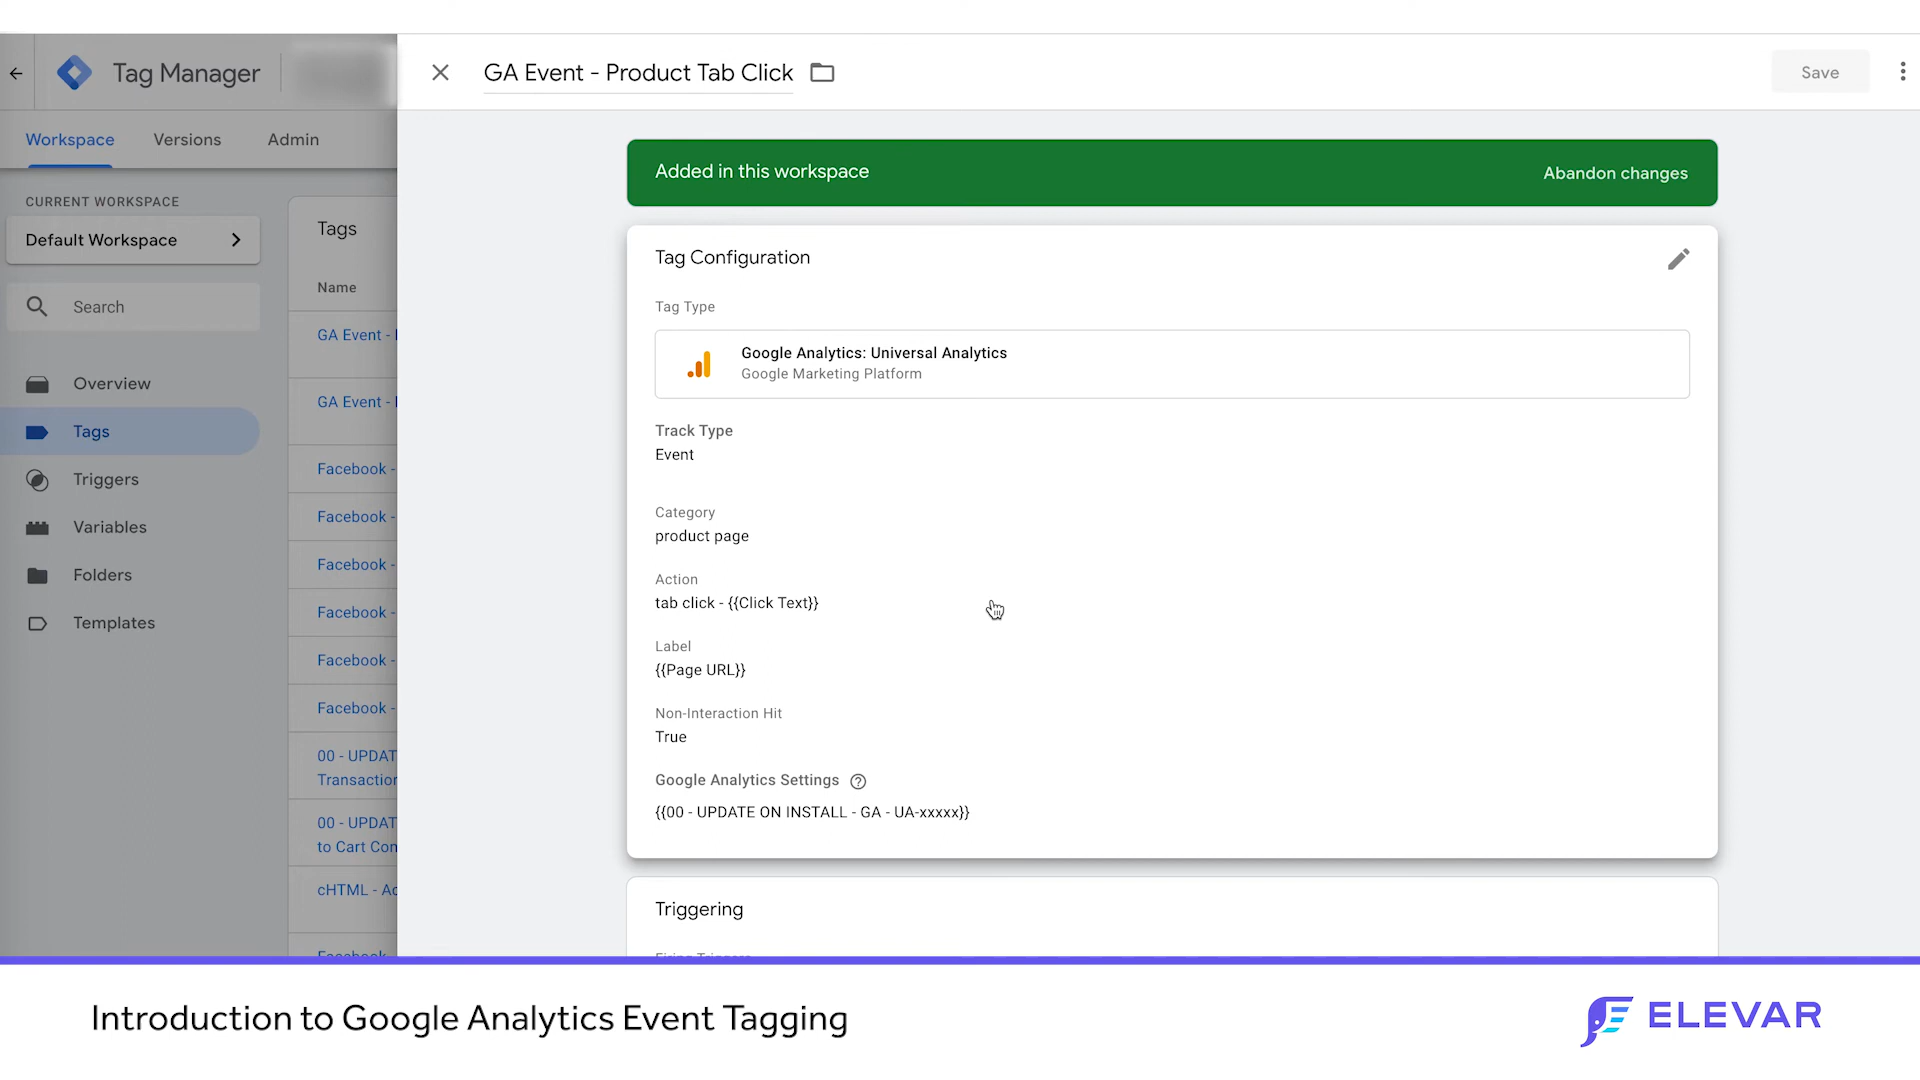 Tag Manager
GA Event - Product Tab Click
Save
Workspace
Versions
Admin
Added in this workspace
Abandon changes
CURRENT WORKSPACE
Default Workspace
Search
Overview
Tags
Triggers
Variables
Folders
Templates
Tags
Name
GA Event -
GA Event -
Facebook -
Facebook -
Facebook -
Facebook -
Facebook -
Facebook -
00 - UPDAT
Transaction
00 - UPDAT
to Cart Con
cHTML - Ac
Facebook
Tag Configuration
Tag Type
Google Analytics: Universal Analytics
Google Marketing Platform
Track Type
Event
Category
product page
Action
tab click - {{Click Text}}
Label
{{Page URL}}
Non-Interaction Hit
True
Google Analytics Settings
{{00 - UPDATE ON INSTALL - GA - UA-xxxxx}}
Triggering
Firing Triggers
Introduction to Google Analytics Event Tagging
ELEVAR